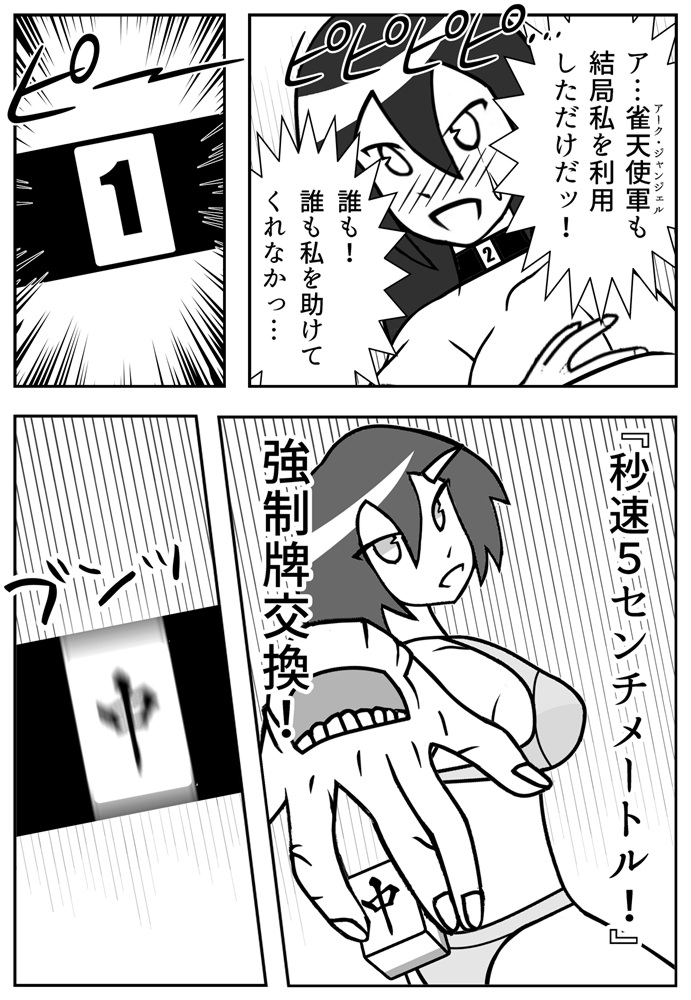 ア…雀天使軍も
アーク・ジャンジェル
結局私を利用
しただけだッ！
誰も！
誰も私を助けて
くれなかっ…
ピピピピ…
2
ピー
1
『秒速5センチメートル！』
強制牌交換！
中
ブンッ
中